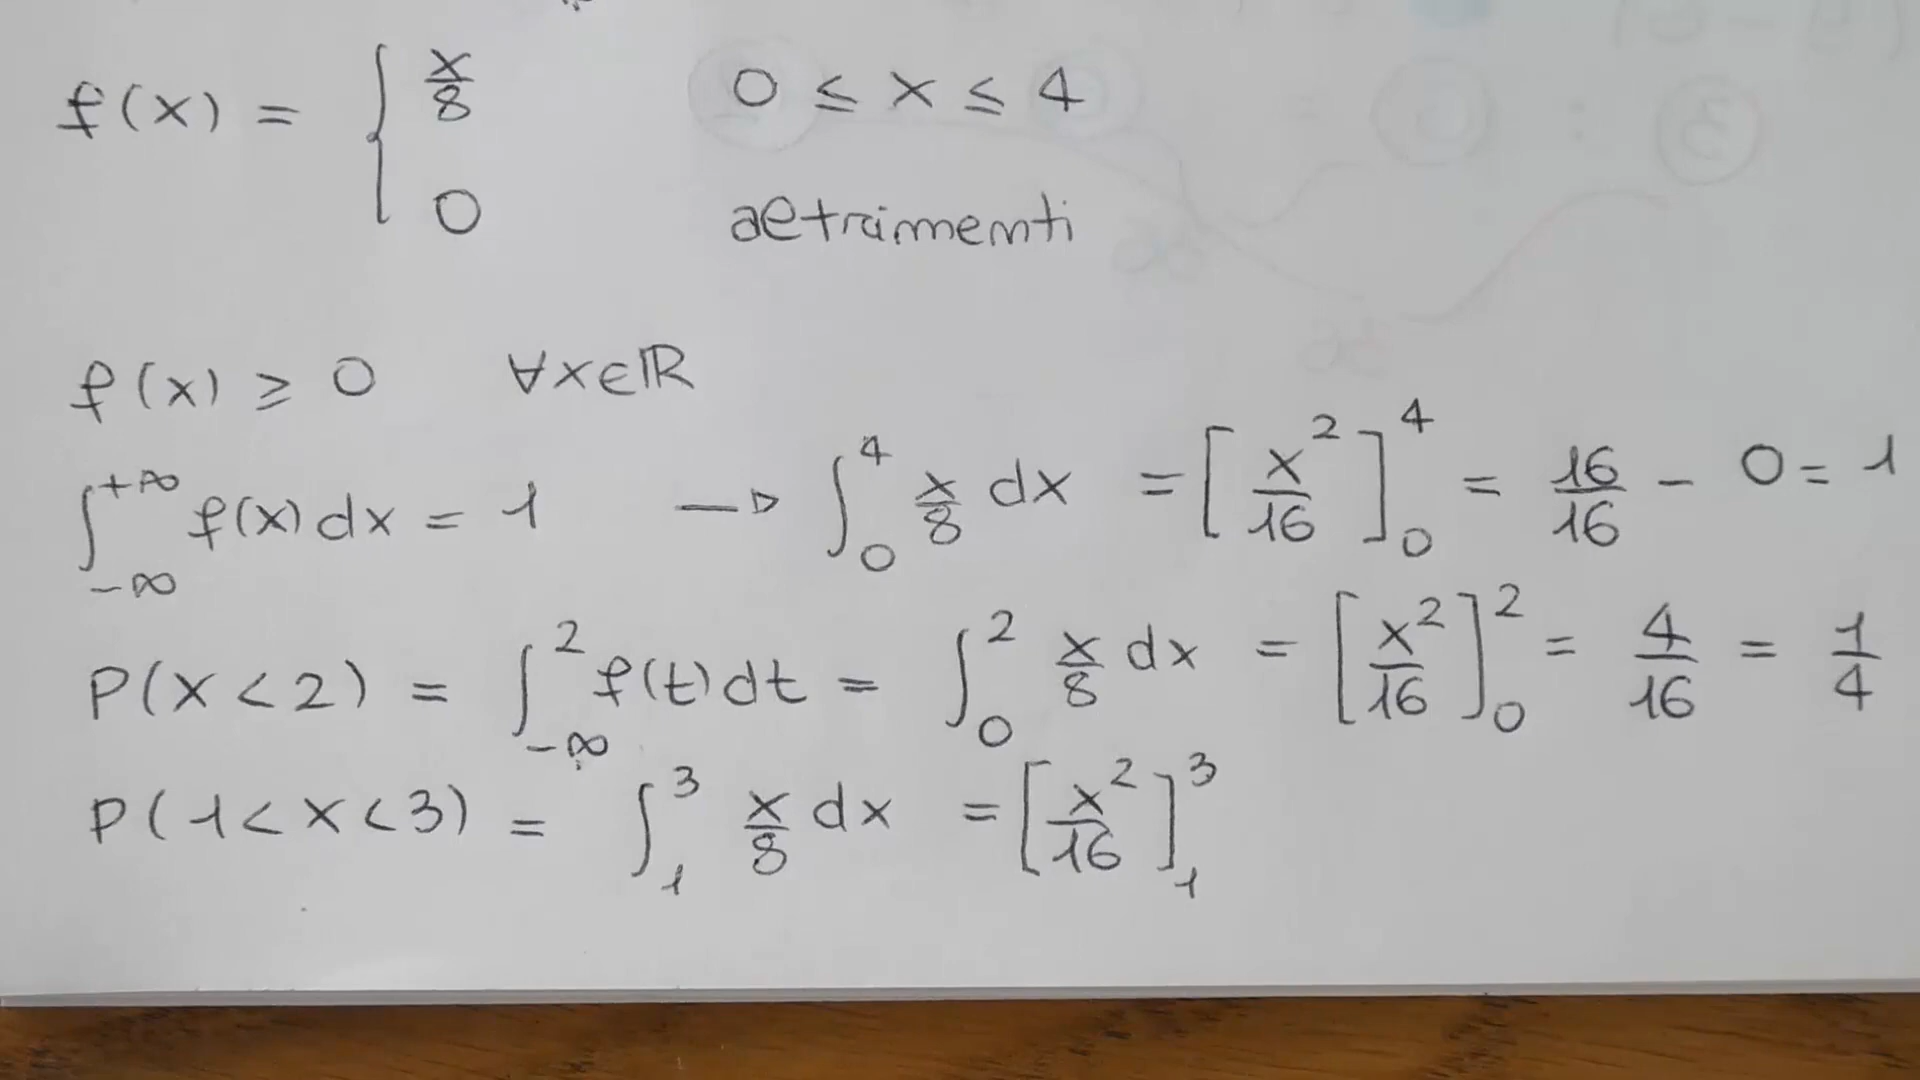 f(x) = { x/8 0 ≤ x ≤ 4
0 altrimenti
f(x) ≥ 0 ∀x∈ℝ
∫_{-∞}^{+∞} f(x) dx = 1 → ∫_0^4 x/8 dx = [x²/16]_0^4 = 16/16 - 0 = 1
P(X < 2) = ∫_{-∞}^2 f(t) dt = ∫_0^2 x/8 dx = [x²/16]_0^2 = 4/16 = 1/4
P(1 < X < 3) = ∫_1^3 x/8 dx = [x²/16]_1^3